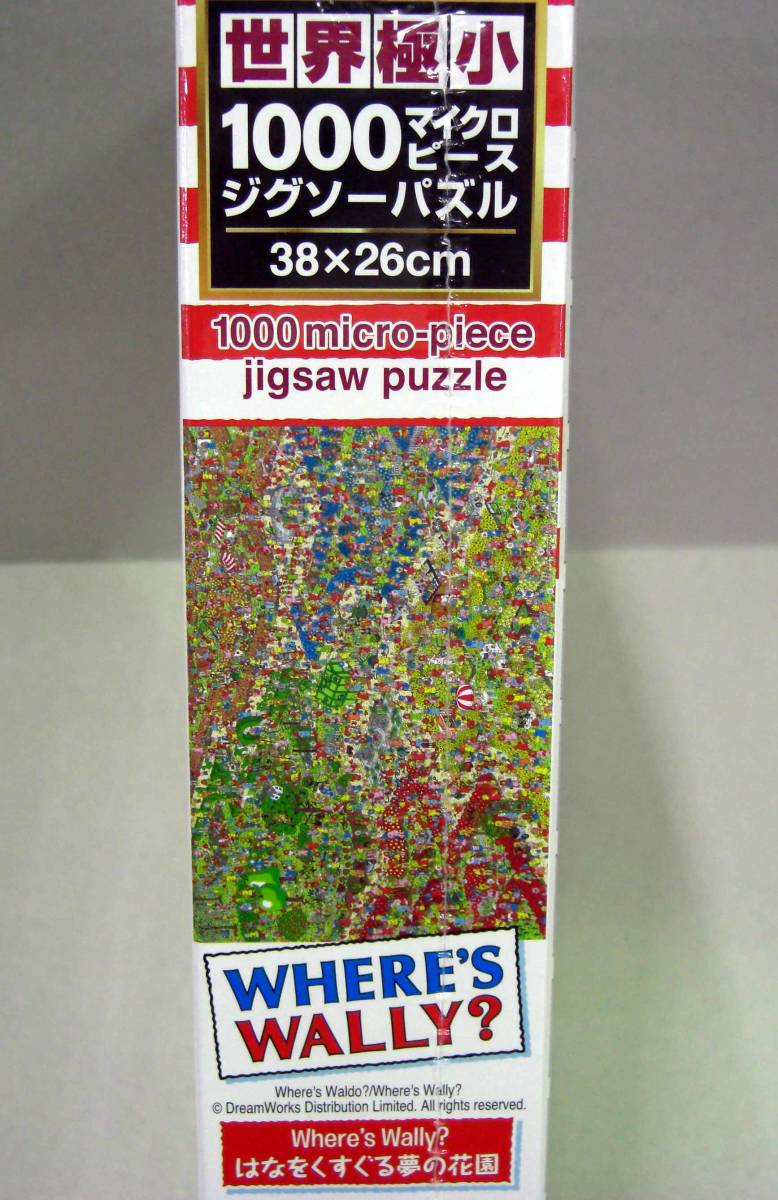 世界極小
1000マイクロピース
ジグソーパズル
38×26cm
1000 micro-piece
jigsaw puzzle
WHERE'S
WALLY?
Where's Waldo?/Where's Wally?
© DreamWorks Distribution Limited. All rights reserved.
Where's Wally?
はなをくすぐる夢の花園